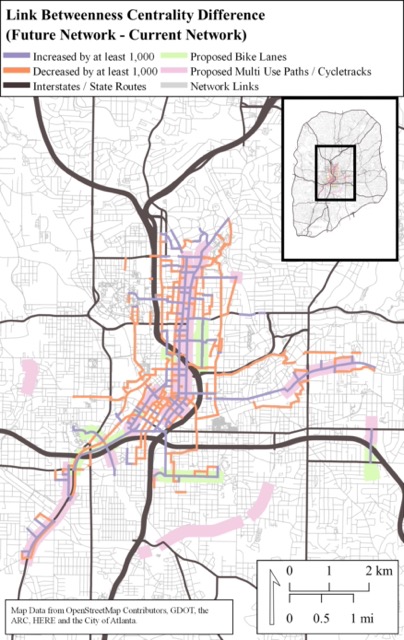 Link Betweenness Centrality Difference
(Future Network - Current Network)
Increased by at least 1,000
Proposed Bike Lanes
Decreased by at least 1,000
Proposed Multi Use Paths / Cycletracks
Interstates / State Routes
Network Links
0 1 2 km
0 0.5 1 mi
Map Data from OpenStreetMap Contributors, GDOT, the
ARC, HERE and the City of Atlanta.